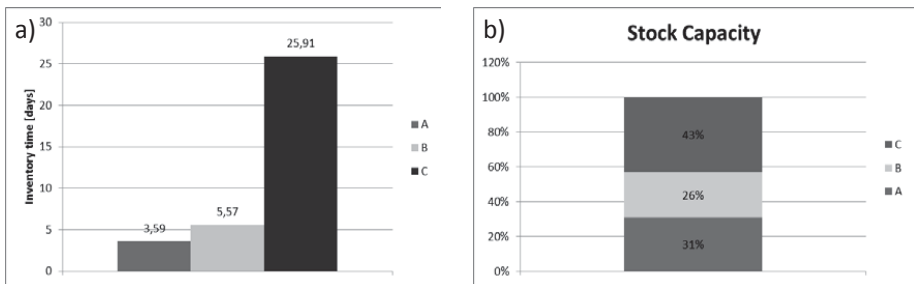 a)
Inventory time [days]
30
25
20
15
10
5
0
3,59
5,57
25,91
A
B
C
b)
Stock Capacity
120%
100%
80%
60%
40%
20%
0%
43%
26%
31%
C
B
A